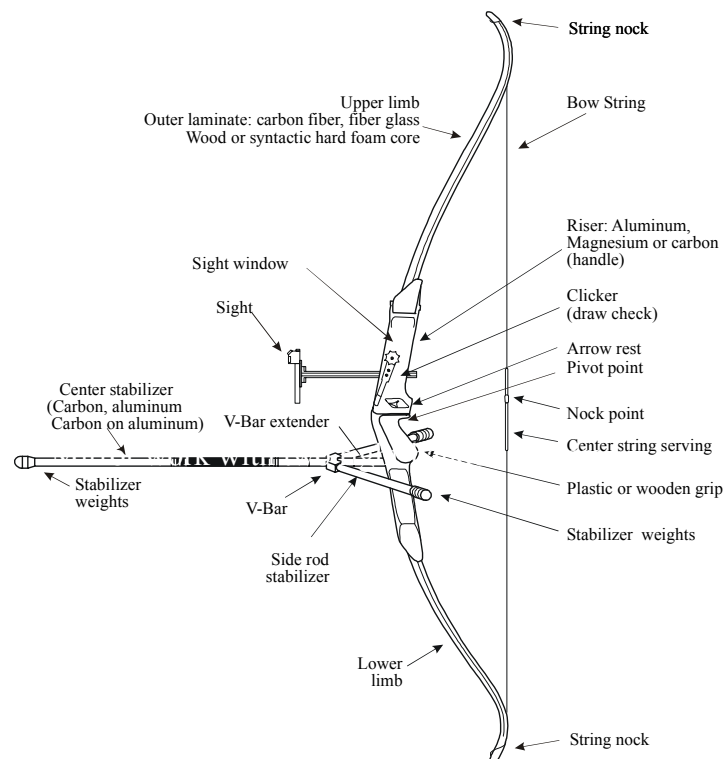 String nock
Upper limb
Outer laminate: carbon fiber, fiber glass
Wood or syntactic hard foam core
Bow String
Riser: Aluminum,
Magnesium or carbon
(handle)
Sight window
Clicker
(draw check)
Sight
Arrow rest
Pivot point
Center stabilizer
(Carbon, aluminum
Carbon on aluminum)
V-Bar extender
Nock point
Center string serving
Stabilizer
weights
V-Bar
Plastic or wooden grip
Stabilizer weights
Side rod
stabilizer
Lower
limb
String nock